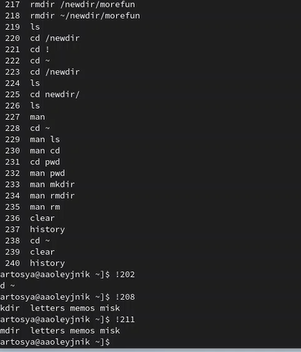 217 rmdir /newdir/morefun
218 rmdir ~/newdir/morefun
219 ls
220 cd /newdir
221 cd !
222 cd ~
223 cd /newdir
224 ls
225 cd newdir/
226 ls
227 man
228 cd ~
229 man ls
230 man cd
231 cd pwd
232 man pwd
233 man mkdir
234 man rmdir
235 man rm
236 clear
237 history
238 cd ~
239 clear
240 history
artosya@aaoleyjnik ~]$ !202
d ~
artosya@aaoleyjnik ~]$ !208
kdir letters memos misk
artosya@aaoleyjnik ~]$ !211
mdir letters memos misk
artosya@aaoleyjnik ~]$